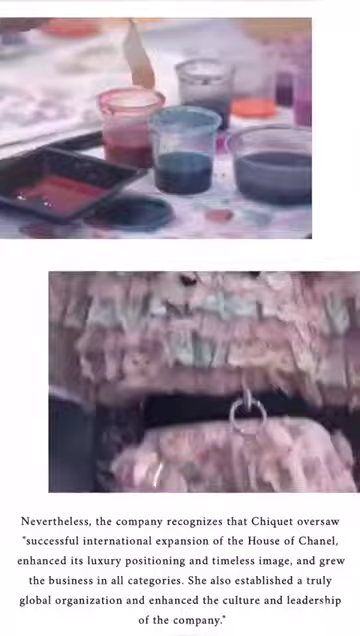 Nevertheless, the company recognizes that Chiquet oversaw
"successful international expansion of the House of Chanel,
enhanced its luxury positioning and timeless image, and grew
the business in all categories. She also established a truly
global organization and enhanced the culture and leadership
of the company."